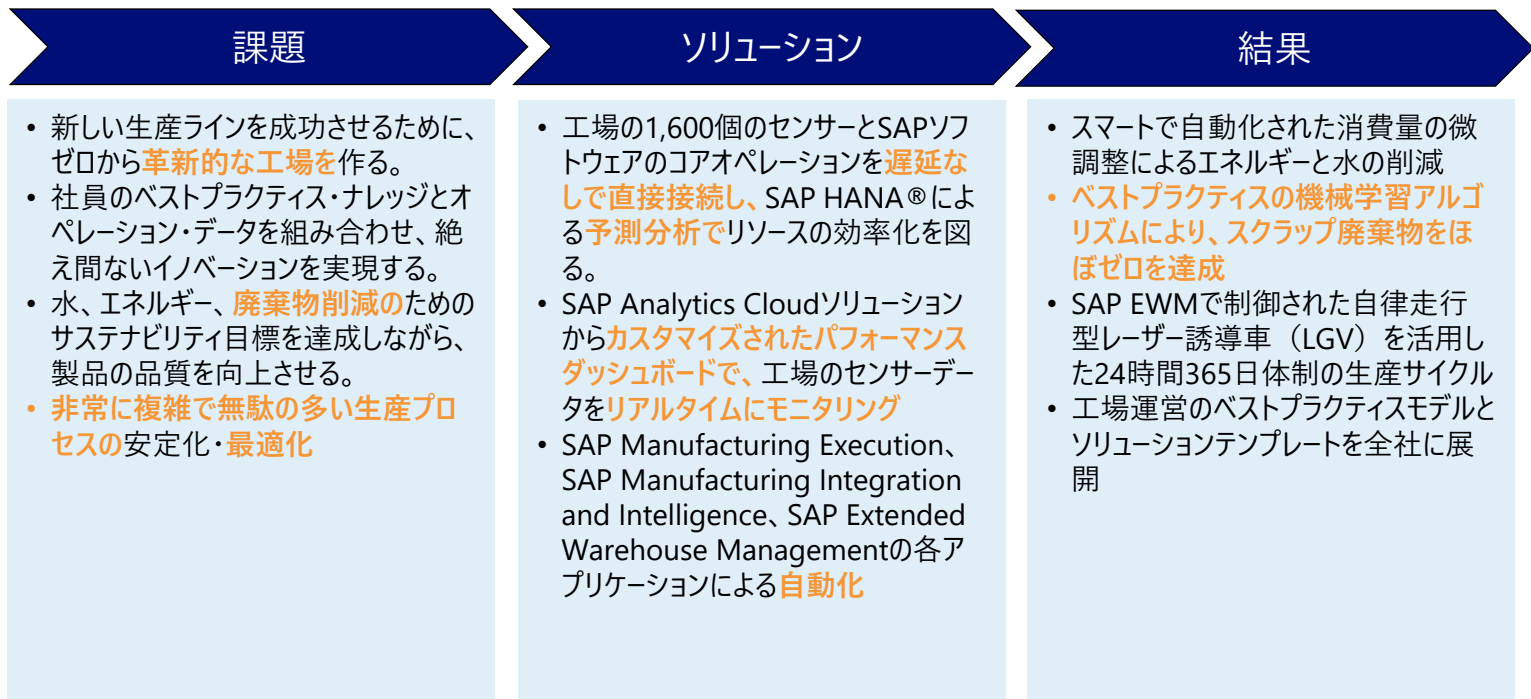 課題
• 新しい生産ラインを成功させるために、
ゼロから革新的な工場を作る。
• 社員のベストプラクティス・ナレッジとオ
ペレーション・データを組み合わせ、絶
え間ないイノベーションを実現する。
• 水、エネルギー、廃棄物削減のための
サステナビリティ目標を達成しながら、
製品の品質を向上させる。
• 非常に複雑で無駄の多い生産プロ
セスの安定化・最適化
ソリューション
• 工場の1,600個のセンサーとSAPソフ
トウェアのコアオペレーションを遅延な
しで直接接続し、SAP HANA®によ
る予測分析でリソースの効率化を図
る。
• SAP Analytics Cloudソリューション
からカスタマイズされたパフォーマンス
ダッシュボードで、工場のセンサーデー
タをリアルタイムにモニタリング
• SAP Manufacturing Execution、
SAP Manufacturing Integration
and Intelligence、SAP Extended
Warehouse Managementの各ア
プリケーションによる自動化
結果
• スマートで自動化された消費量の微
調整によるエネルギーと水の削減
• ベストプラクティスの機械学習アルゴ
リズムにより、スクラップ廃棄物をほ
ぼゼロを達成
• SAP EWMで制御された自律走行
型レーザー誘導車（LGV）を活用し
た24時間365日体制の生産サイクル
• 工場運営のベストプラクティスモデルと
ソリューションテンプレートを全社に展
開